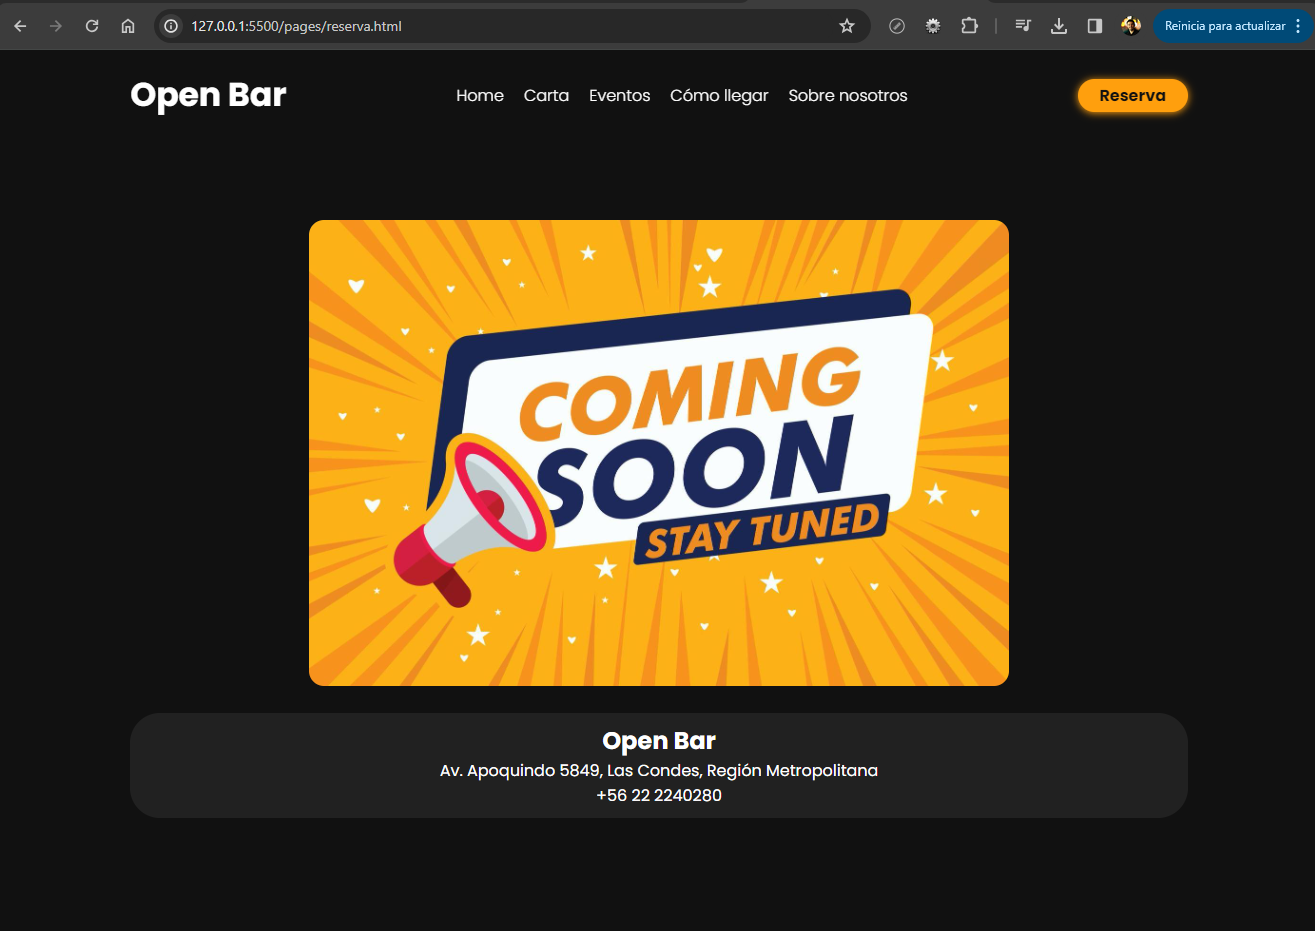 127.0.0.1:5500/pages/reserva.html
Reinicia para actualizar
Open Bar
Home Carta Eventos Cómo llegar Sobre nosotros
Reserva
COMING
SOON
STAY TUNED
Open Bar
Av. Apoquindo 5849, Las Condes, Región Metropolitana
+56 22 2240280